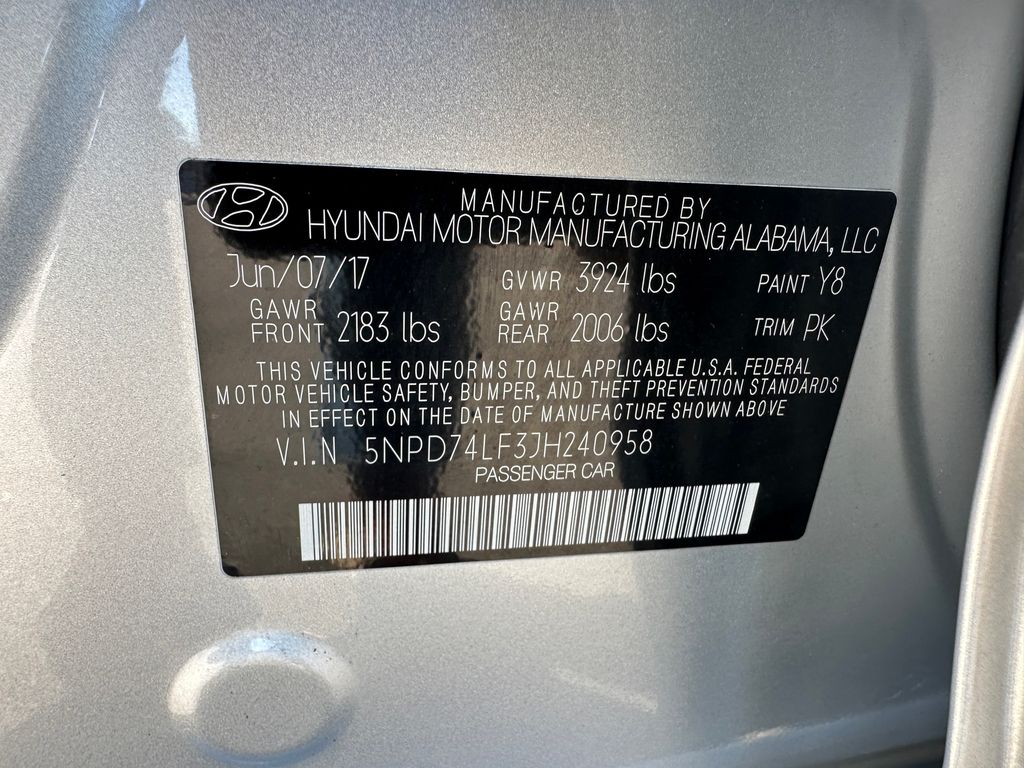 MANUFACTURED BY
HYUNDAI MOTOR MANUFACTURING ALABAMA, LLC
Jun/07/17 GVWR 3924 lbs PAINT Y8
GAWR FRONT 2183 lbs GAWR REAR 2006 lbs TRIM PK
THIS VEHICLE CONFORMS TO ALL APPLICABLE U.S.A. FEDERAL
MOTOR VEHICLE SAFETY, BUMPER, AND THEFT PREVENTION STANDARDS
IN EFFECT ON THE DATE OF MANUFACTURE SHOWN ABOVE
V.I.N 5NPD74LF3JH240958
PASSENGER CAR